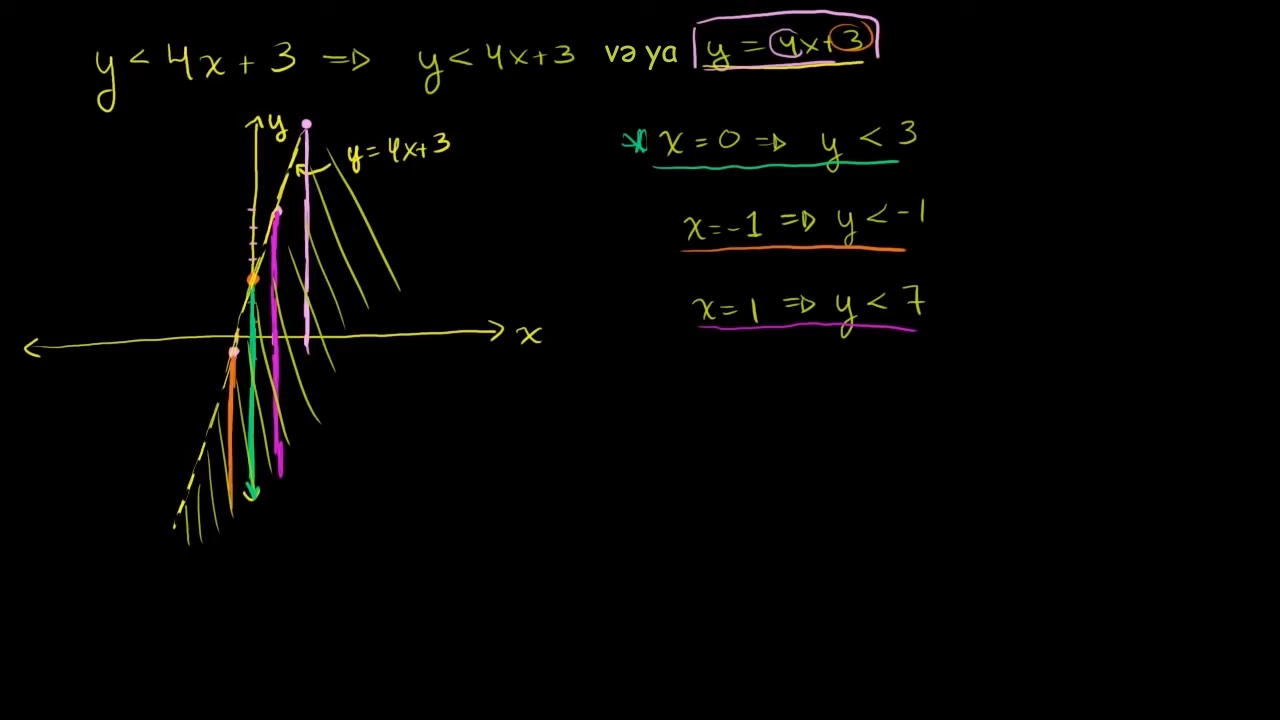 y < 4x + 3 ⇒ y < 4x+3 və ya y = 4x+3
y
y = 4x+3
x
* x = 0 ⇒ y < 3
x = -1 ⇒ y < -1
x = 1 ⇒ y < 7